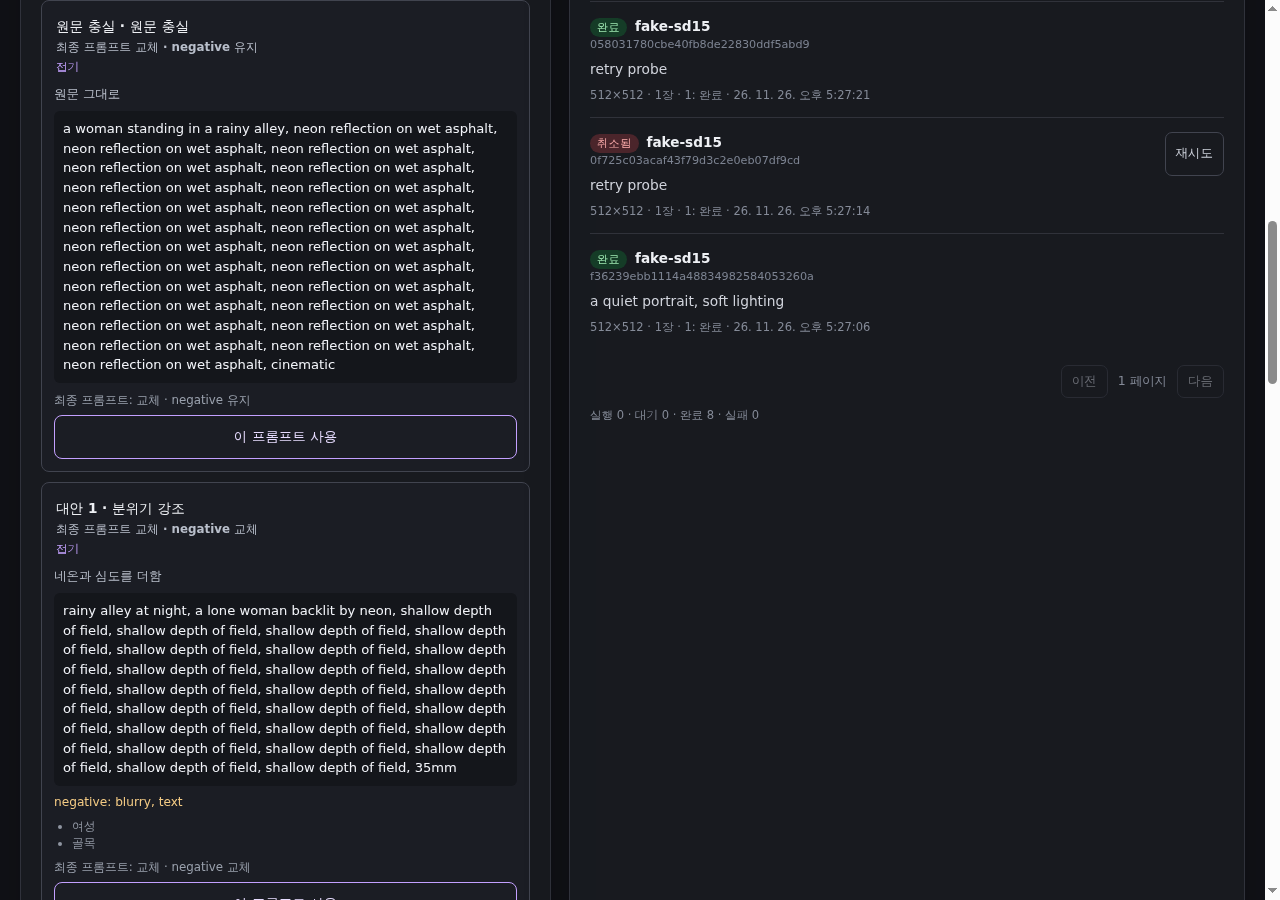 원문 충실 · 원문 충실
최종 프롬프트 교체 · negative 유지
접기
원문 그대로
a woman standing in a rainy alley, neon reflection on wet asphalt,
neon reflection on wet asphalt, neon reflection on wet asphalt,
neon reflection on wet asphalt, neon reflection on wet asphalt,
neon reflection on wet asphalt, neon reflection on wet asphalt,
neon reflection on wet asphalt, neon reflection on wet asphalt,
neon reflection on wet asphalt, neon reflection on wet asphalt,
neon reflection on wet asphalt, neon reflection on wet asphalt,
neon reflection on wet asphalt, neon reflection on wet asphalt,
neon reflection on wet asphalt, neon reflection on wet asphalt,
neon reflection on wet asphalt, neon reflection on wet asphalt,
neon reflection on wet asphalt, neon reflection on wet asphalt,
neon reflection on wet asphalt, neon reflection on wet asphalt,
neon reflection on wet asphalt, cinematic
최종 프롬프트: 교체 · negative 유지
이 프롬프트 사용
대안 1 · 분위기 강조
최종 프롬프트 교체 · negative 교체
접기
네온과 심도를 더함
rainy alley at night, a lone woman backlit by neon, shallow depth
of field, shallow depth of field, shallow depth of field, shallow depth
of field, shallow depth of field, shallow depth of field, shallow depth
of field, shallow depth of field, shallow depth of field, shallow depth
of field, shallow depth of field, shallow depth of field, shallow depth
of field, shallow depth of field, shallow depth of field, shallow depth
of field, shallow depth of field, shallow depth of field, shallow depth
of field, shallow depth of field, shallow depth of field, shallow depth
of field, shallow depth of field, shallow depth of field, 35mm
negative: blurry, text
여성
골목
최종 프롬프트: 교체 · negative 교체
완료 fake-sd15
058031780cbe40fb8de22830ddf5abd9
retry probe
512×512 · 1장 · 1: 완료 · 26. 11. 26. 오후 5:27:21
취소됨 fake-sd15
0f725c03acaf43f79d3c2e0eb07df9cd
재시도
retry probe
512×512 · 1장 · 1: 완료 · 26. 11. 26. 오후 5:27:14
완료 fake-sd15
f36239ebb1114a48834982584053260a
a quiet portrait, soft lighting
512×512 · 1장 · 1: 완료 · 26. 11. 26. 오후 5:27:06
이전 1 페이지 다음
실행 0 · 대기 0 · 완료 8 · 실패 0